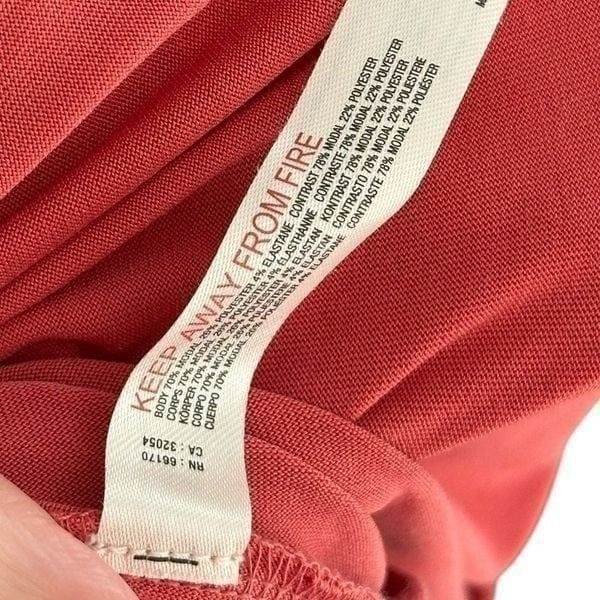 KEEP AWAY FROM FIRE
BODY 70% MODAL 26% POLYESTER 4% ELASTANE CONTRAST 78% MODAL 22% POLYESTER
CORPS 70% MODAL 26% POLYESTER 4% ÉLASTHANNE CONTRASTE 78% MODAL 22% POLYESTER
KÖRPER 70% MODAL 26% POLYESTER 4% ELASTHAN KONTRAST 78% MODAL 22% POLYESTER
CORPO 70% MODAL 26% POLIESTERE 4% ELASTAN CONTRASTO 78% MODAL 22% POLIESTERE
CUERPO 70% MODAL 26% POLIÉSTER 4% ELASTANO CONTRASTE 78% MODAL 22% POLIÉSTER
RN : 66170
CA : 32054